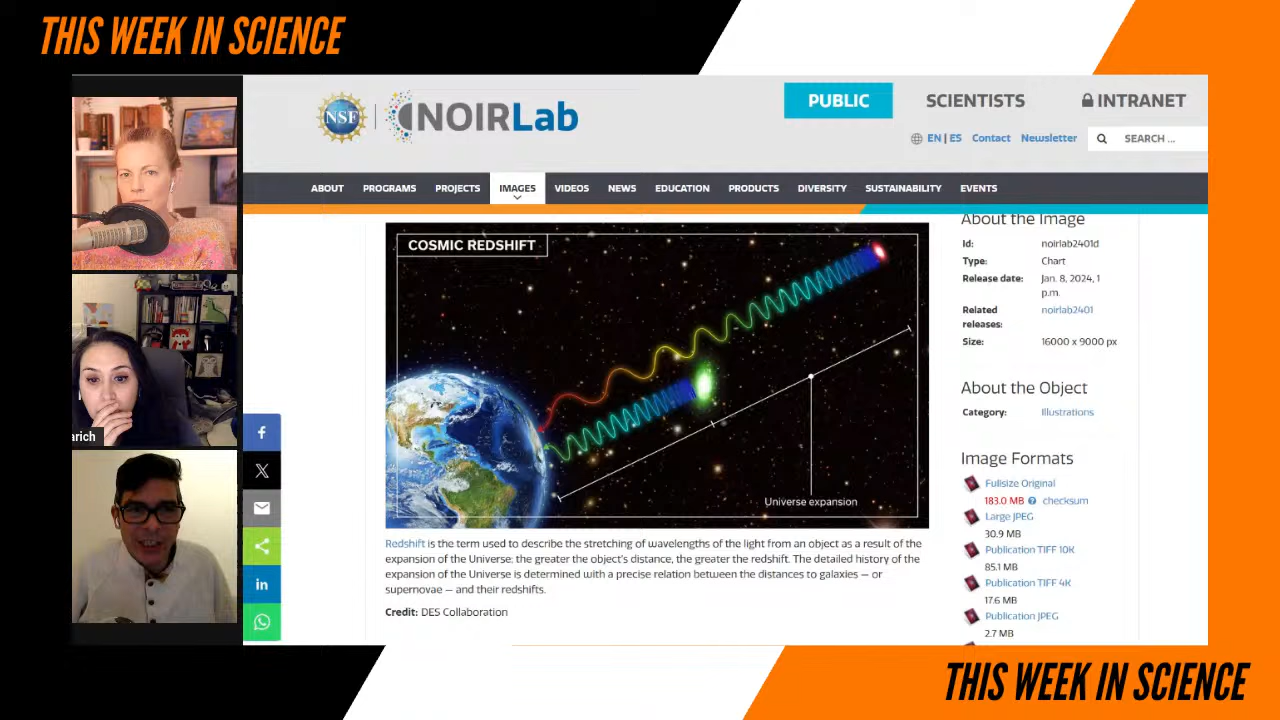 THIS WEEK IN SCIENCE
NSF
NOIRLab
PUBLIC
SCIENTISTS
INTRANET
EN | ES Contact Newsletter
SEARCH ...
ABOUT PROGRAMS PROJECTS IMAGES VIDEOS NEWS EDUCATION PRODUCTS DIVERSITY SUSTAINABILITY EVENTS
COSMIC REDSHIFT
Universe expansion
Redshift is the term used to describe the stretching of wavelengths of the light from an object as a result of the
expansion of the Universe: the greater the object's distance, the greater the redshift. The detailed history of the
expansion of the Universe is determined with a precise relation between the distances to galaxies — or
supernovae — and their redshifts.
Credit: DES Collaboration
About the Image
Id: noirlab2401d
Type: Chart
Release date: Jan. 8, 2024, 1
p.m.
Related noirlab2401
releases:
Size: 16000 x 9000 px
About the Object
Category: Illustrations
Image Formats
Fullsize Original
183.0 MB checksum
Large JPEG
30.9 MB
Publication TIFF 10K
85.1 MB
Publication TIFF 4K
17.6 MB
Publication JPEG
2.7 MB
arich
THIS WEEK IN SCIENCE